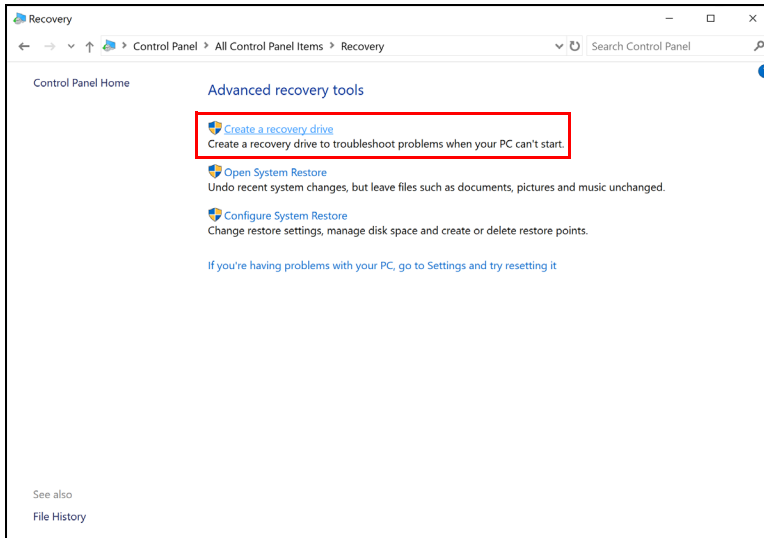 Recovery
Control Panel > All Control Panel Items > Recovery
Search Control Panel
Control Panel Home
Advanced recovery tools
Create a recovery drive
Create a recovery drive to troubleshoot problems when your PC can't start.
Open System Restore
Undo recent system changes, but leave files such as documents, pictures and music unchanged.
Configure System Restore
Change restore settings, manage disk space and create or delete restore points.
If you're having problems with your PC, go to Settings and try resetting it
See also
File History